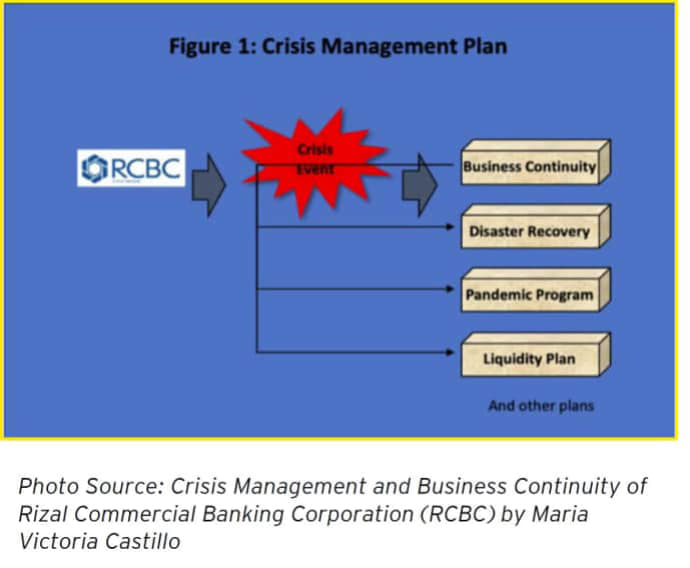 Figure 1: Crisis Management Plan
RCBC
Crisis
Event
Business Continuity
Disaster Recovery
Pandemic Program
Liquidity Plan
And other plans
Photo Source: Crisis Management and Business Continuity of
Rizal Commercial Banking Corporation (RCBC) by Maria
Victoria Castillo